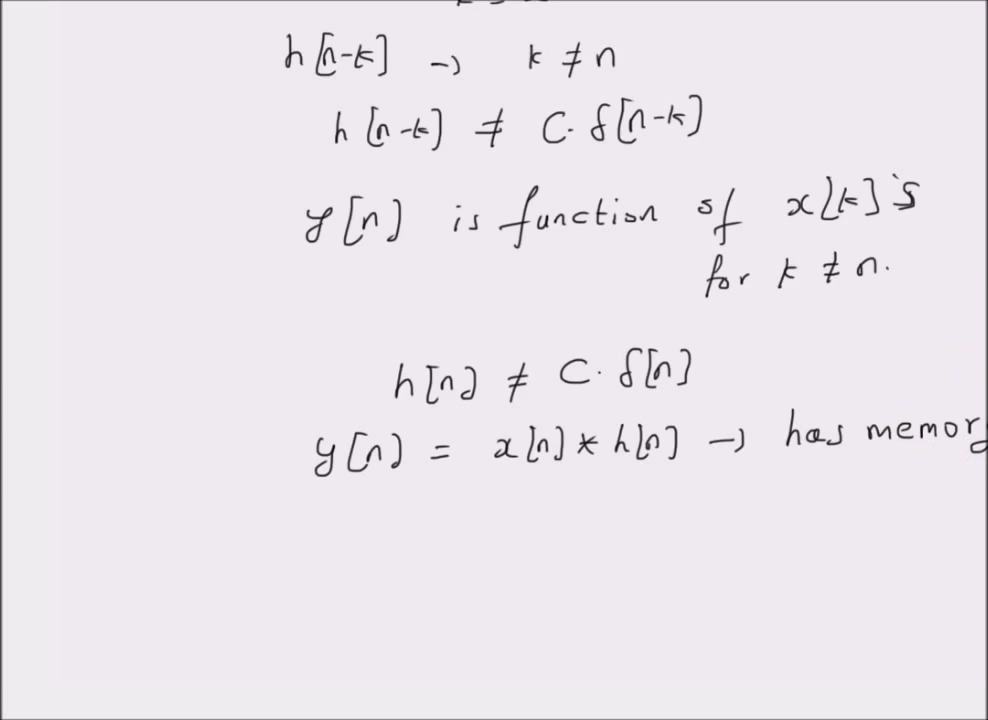 h[n-k] → k ≠ n
h[n-k] ≠ C. δ[n-k]
y[n] is function of x[k]'s
for k ≠ n.
h[n] ≠ C. δ[n]
y[n] = x[n] * h[n] → has memor